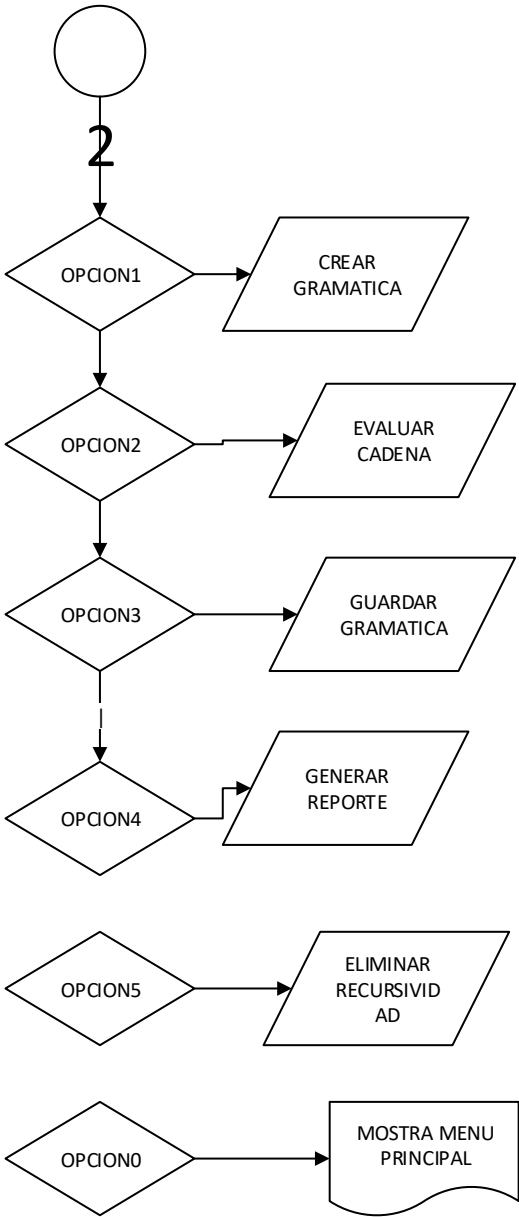 2
OPCION1
CREAR
GRAMATICA
OPCION2
EVALUAR
CADENA
OPCION3
GUARDAR
GRAMATICA
OPCION4
GENERAR
REPORTE
OPCION5
ELIMINAR
RECURSIVID
AD
OPCION0
MOSTRA MENU
PRINCIPAL